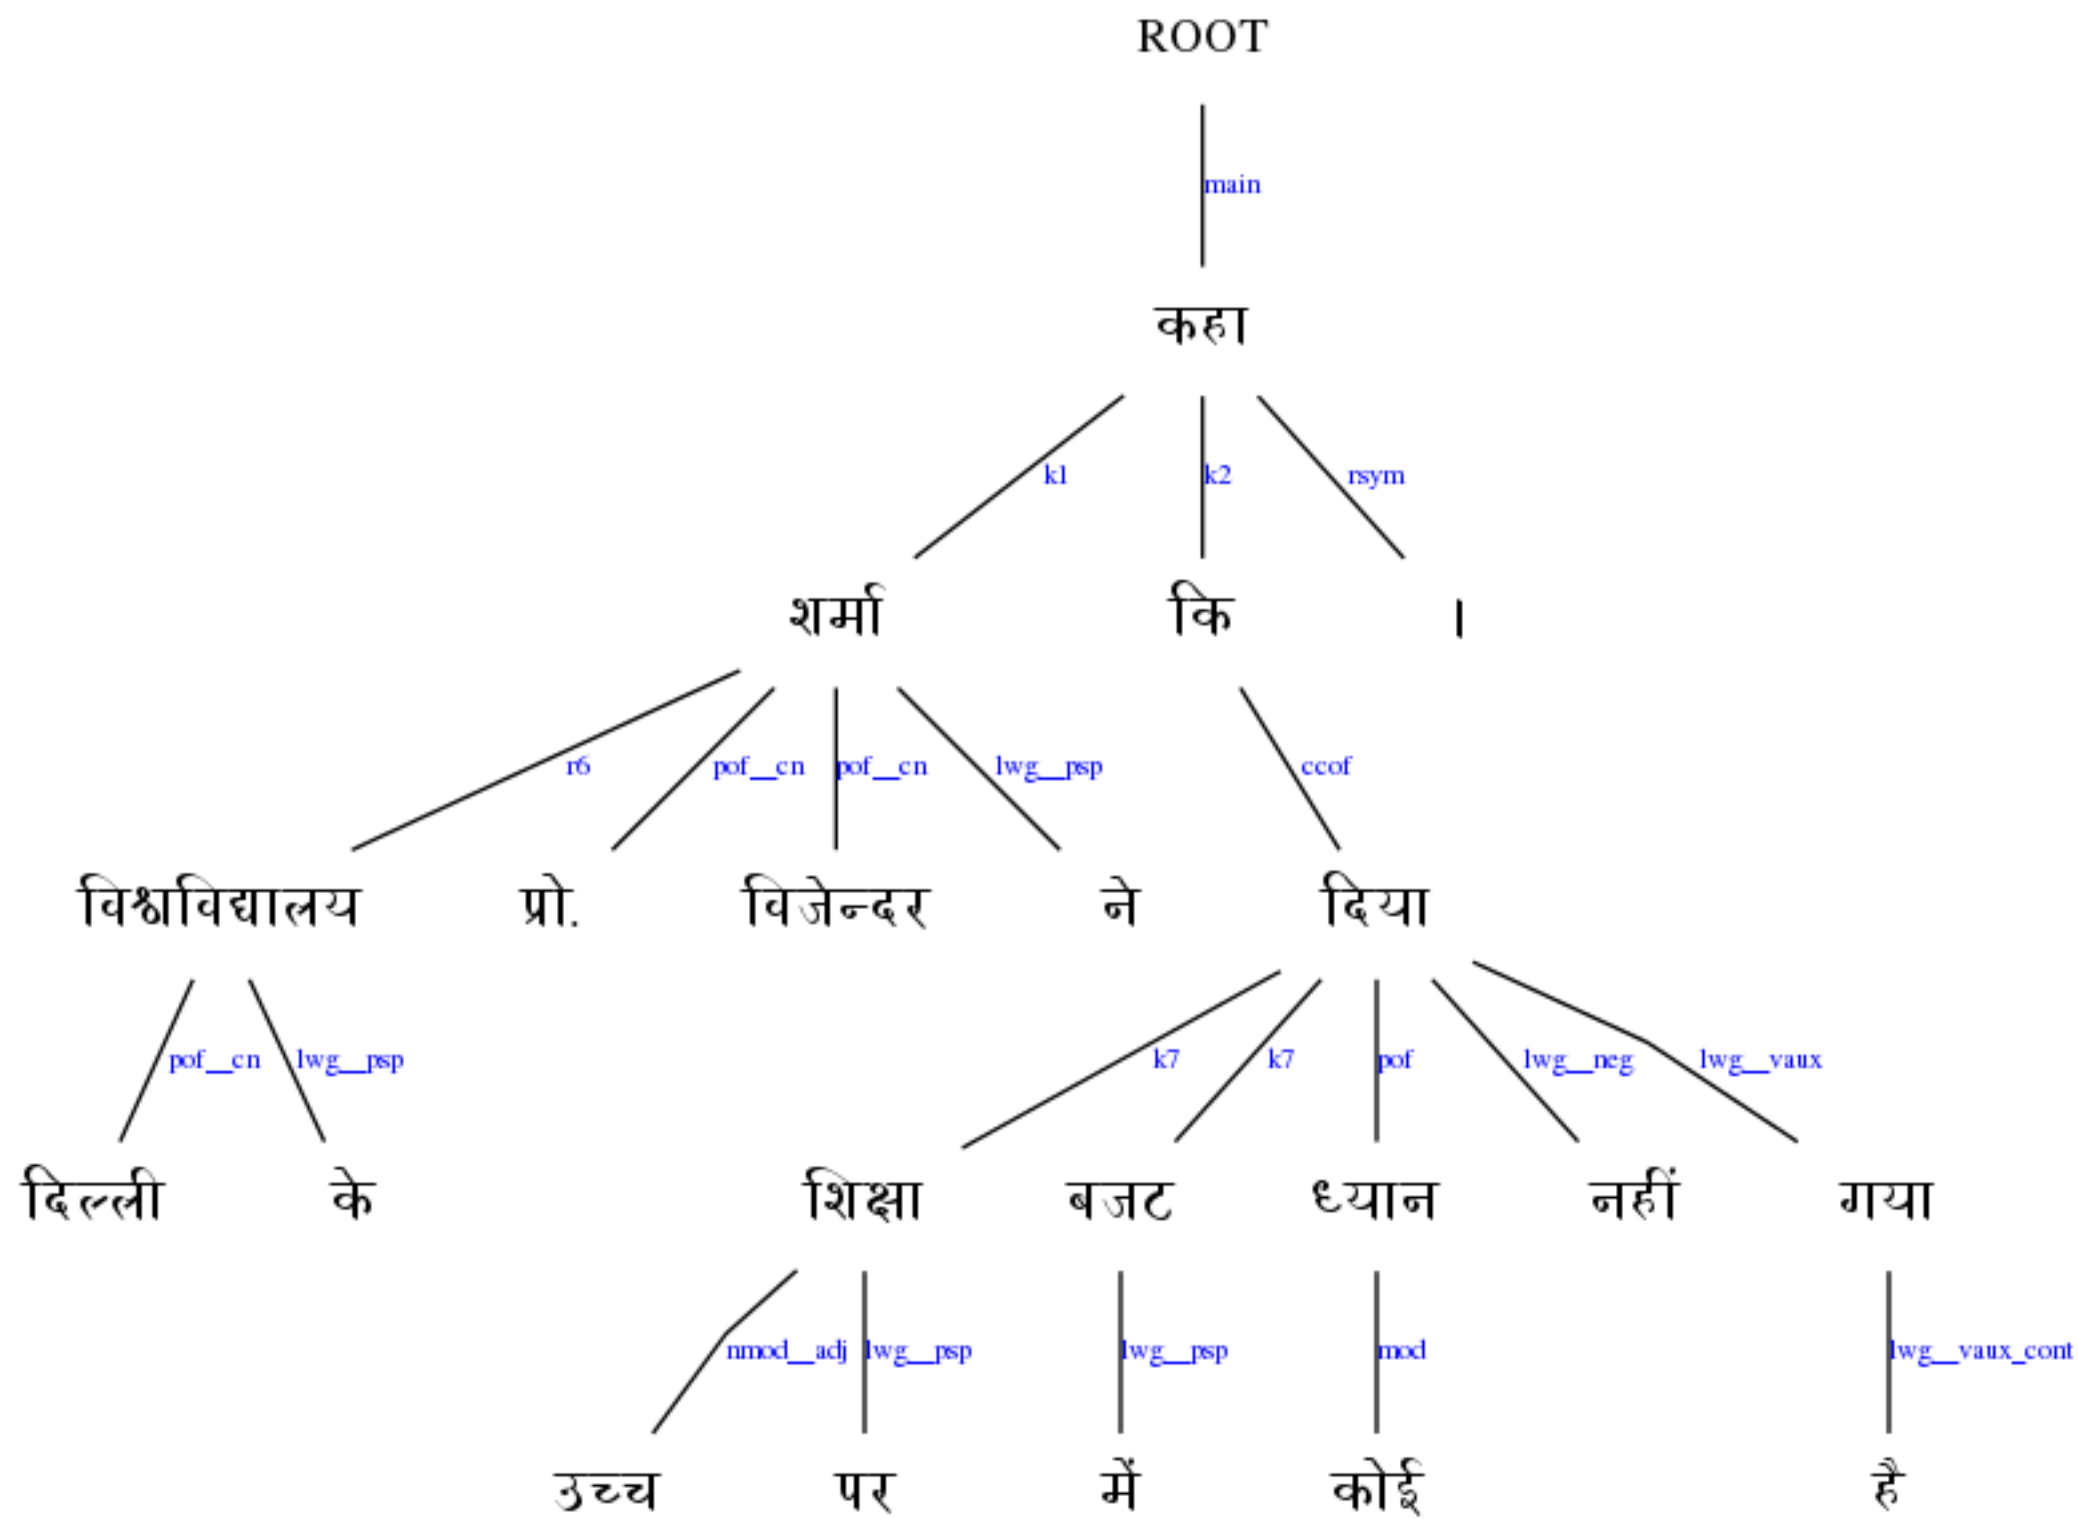 ROOT
main
कहा
k1 k2 rsym
शर्मा कि ।
r6 pof__cn pof__cn lwg__psp ccof
विश्वविद्यालय प्रो. विजेन्दर ने दिया
pof__cn lwg__psp k7 k7 pof lwg__neg lwg__vaux
दिल्ली के शिक्षा बजट ध्यान नहीं गया
nmod__adj lwg__psp lwg__psp mod lwg__vaux_cont
उच्च पर में कोई है